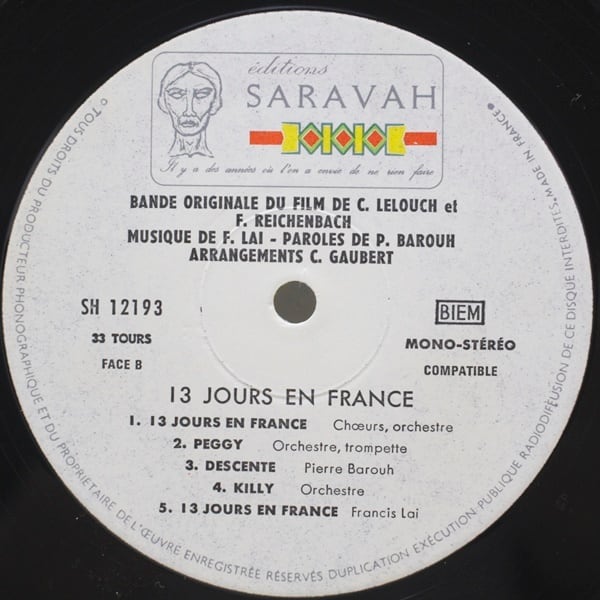 éditions
SARAVAH
Il y a des années où l'on a envie de ne rien faire
BANDE ORIGINALE DU FILM DE C. LELOUCH et
F. REICHENBACH
MUSIQUE DE F. LAI - PAROLES DE P. BAROUH
ARRANGEMENTS C. GAUBERT
SH 12193
33 TOURS
FACE B
BIEM
MONO-STÉRÉO
COMPATIBLE
13 JOURS EN FRANCE
1. 13 JOURS EN FRANCE Chœurs, orchestre
2. PEGGY Orchestre, trompette
3. DESCENTE Pierre Barouh
4. KILLY Orchestre
5. 13 JOURS EN FRANCE Francis Lai
TOUS DROITS DU PRODUCTEUR PHONOGRAPHIQUE ET DU PROPRIETAIRE DE L'ŒUVRE ENREGISTRÉE RÉSERVÉS DUPLICATION EXÉCUTION PUBLIQUE RADIODIFFUSION DE CE DISQUE INTERDITES. MADE IN FRANCE